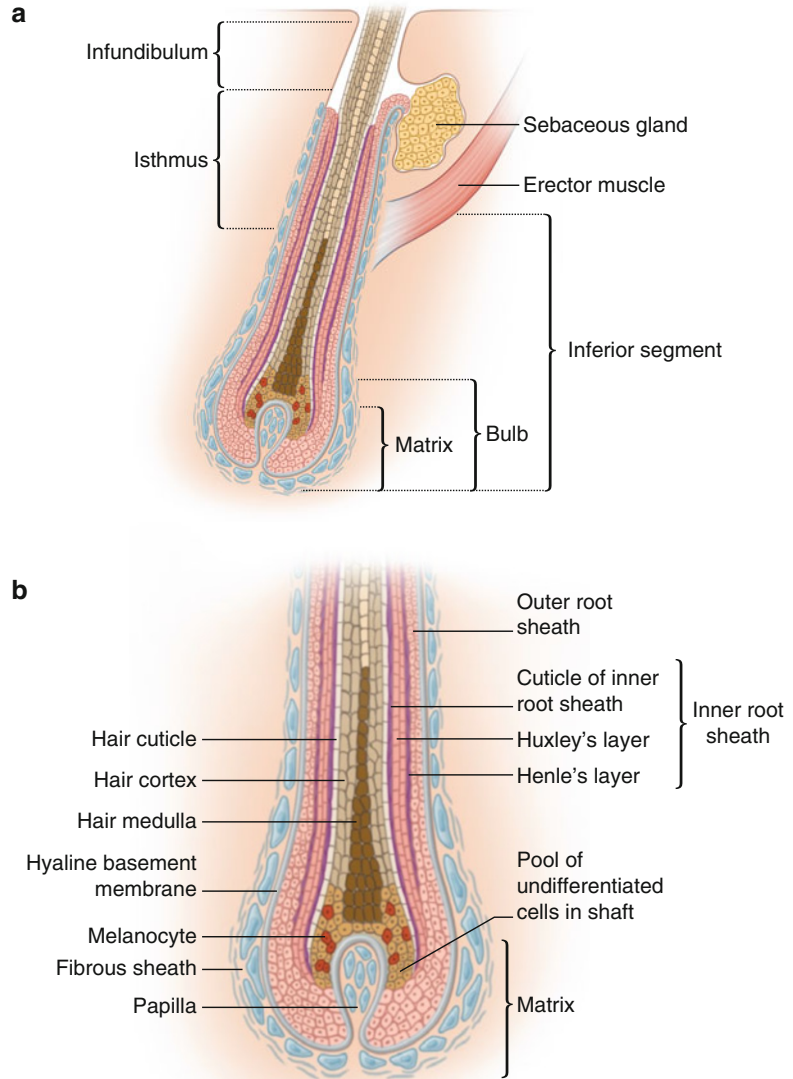 a
Infundibulum
Isthmus
Sebaceous gland
Erector muscle
Inferior segment
Bulb
Matrix
b
Outer root
sheath
Cuticle of inner
root sheath
Inner root
sheath
Huxley's layer
Henle's layer
Hair cuticle
Hair cortex
Hair medulla
Hyaline basement
membrane
Pool of
undifferentiated
cells in shaft
Melanocyte
Fibrous sheath
Papilla
Matrix